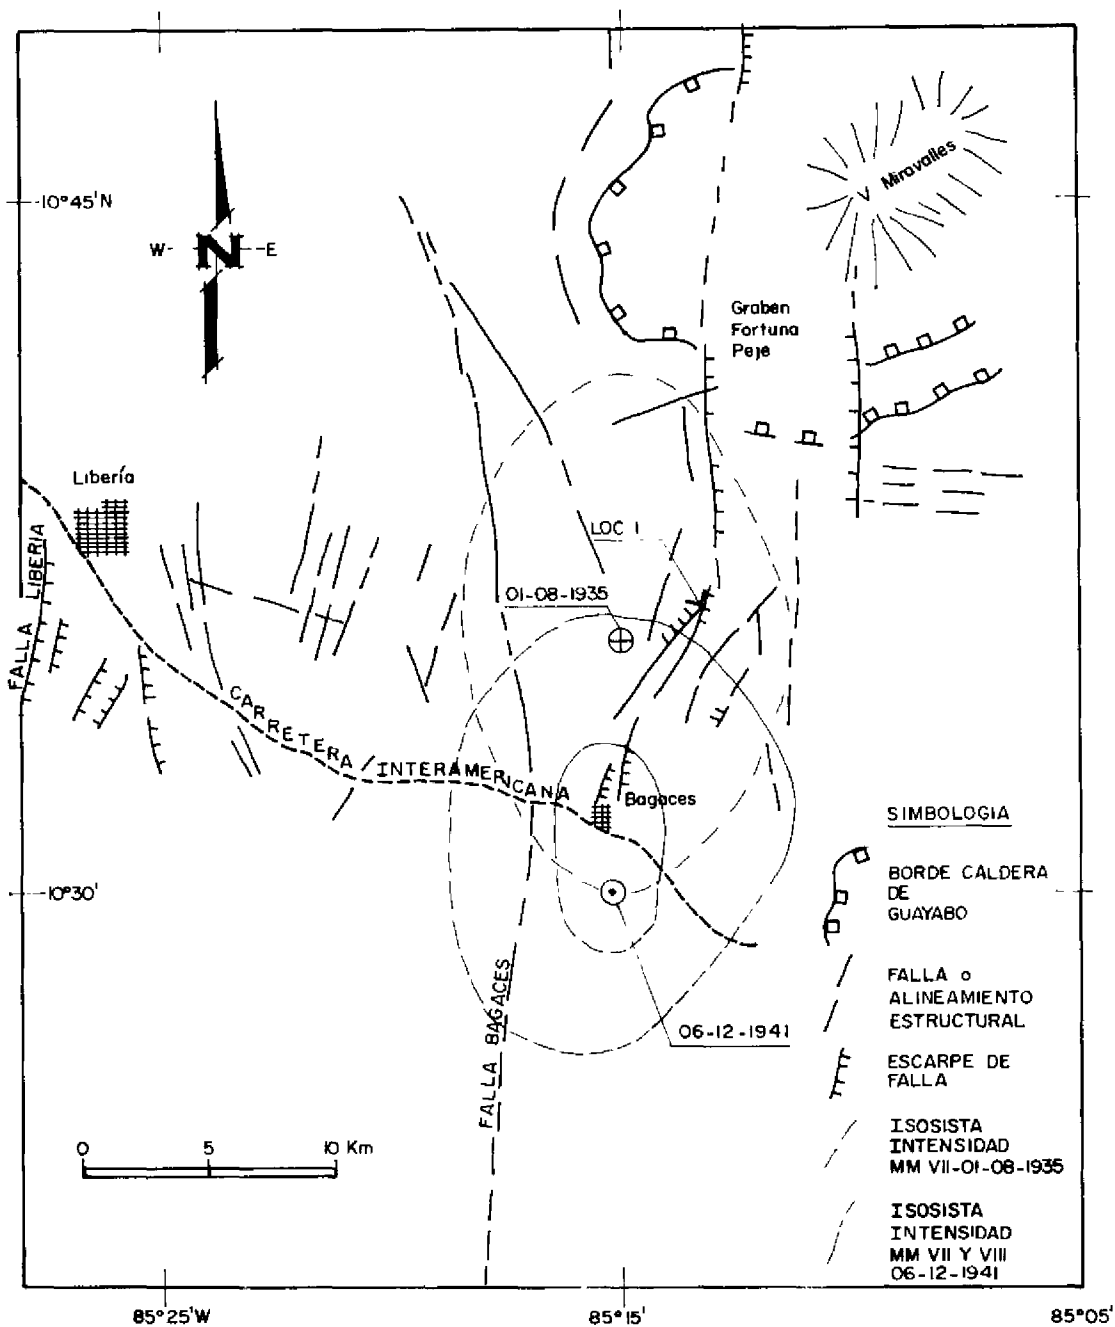 10°45'N
W
N
E
Miravalles
Graben
Fortuna
Peje
Libería
LOC 1
01-08-1935
FALLA LIBERIA
CARRETERA INTERAMERICANA
Bagaces
10°30'
FALLA BAGACES
06-12-1941
0 5 10 Km
SIMBOLOGIA
BORDE CALDERA
DE
GUAYABO
FALLA o
ALINEAMIENTO
ESTRUCTURAL
ESCARPE DE
FALLA
ISOSISTA
INTENSIDAD
MM VII-01-08-1935
ISOSISTA
INTENSIDAD
MM VII Y VIII
06-12-1941
85°25'W
85°15'
85°05'